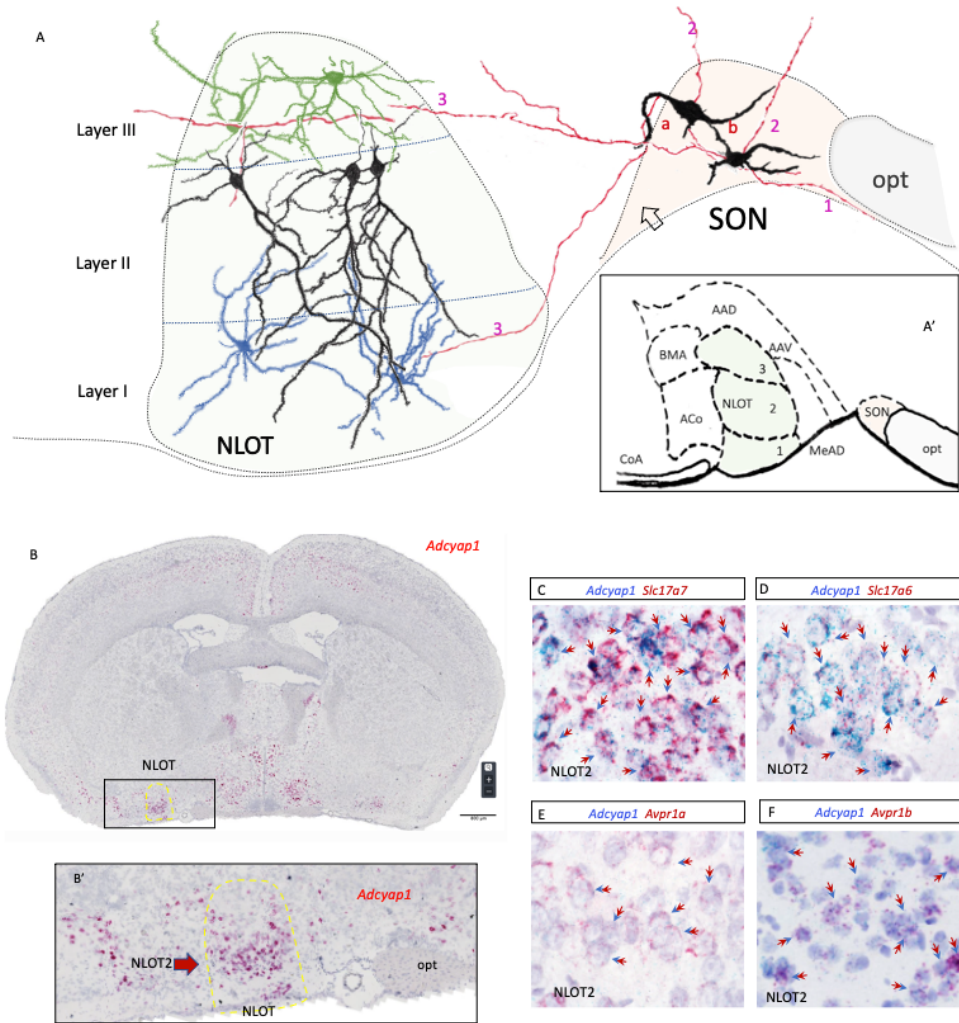 A
Layer III
Layer II
Layer I
NLOT
3
3
2
2
a
b
1
SON
opt
A'
AAD
AAV
BMA
3
NLOT
2
ACo
1
MeAD
CoA
SON
opt
B
Adcyap1
NLOT
B'
Adcyap1
NLOT2
NLOT
opt
C
Adcyap1 Slc17a7
NLOT2
D
Adcyap1 Slc17a6
NLOT2
E
Adcyap1 Avpr1a
NLOT2
F
Adcyap1 Avpr1b
NLOT2